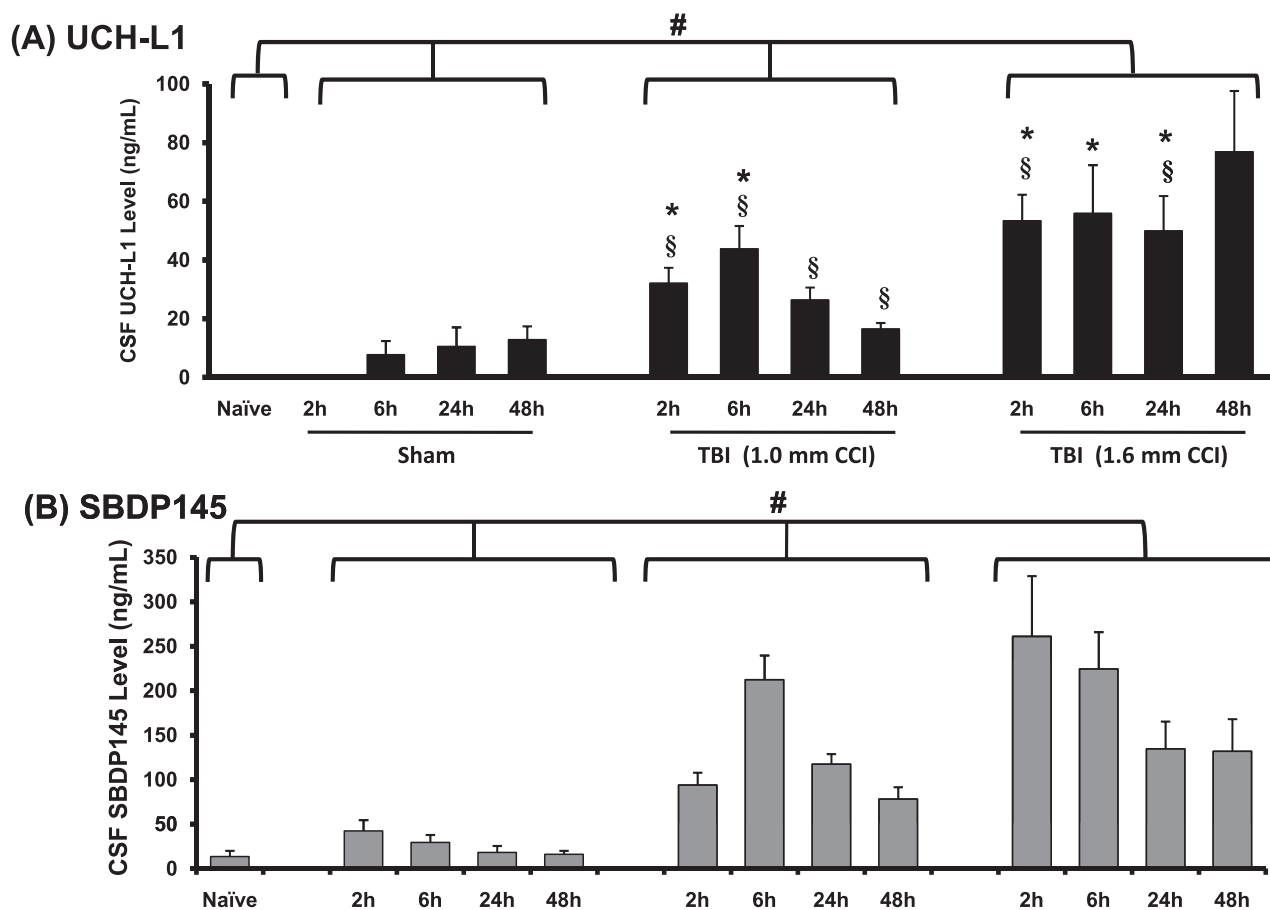 (A) UCH-L1
#
CSF UCH-L1 Level (ng/mL)
100
80
60
40
20
0
* § * § § § * § * * §
Naïve 2h 6h 24h 48h 2h 6h 24h 48h 2h 6h 24h 48h
Sham TBI (1.0 mm CCI) TBI (1.6 mm CCI)
(B) SBDP145
#
CSF SBDP145 Level (ng/mL)
350
300
250
200
150
100
50
0
Naïve 2h 6h 24h 48h 2h 6h 24h 48h 2h 6h 24h 48h